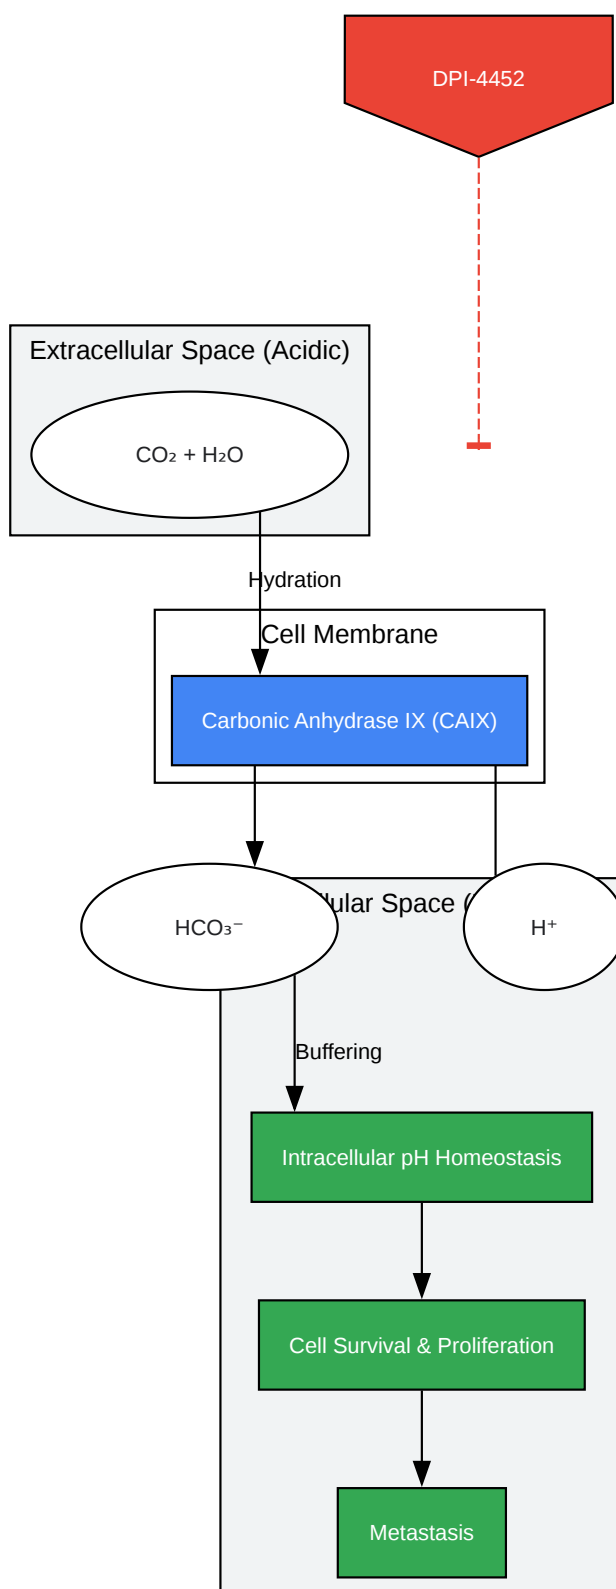 DPI-4452
Extracellular Space (Acidic)
CO₂ + H₂O
Hydration
Cell Membrane
Carbonic Anhydrase IX (CAIX)
HCO₃⁻
Space (
H⁺
Buffering
Intracellular pH Homeostasis
Cell Survival & Proliferation
Metastasis